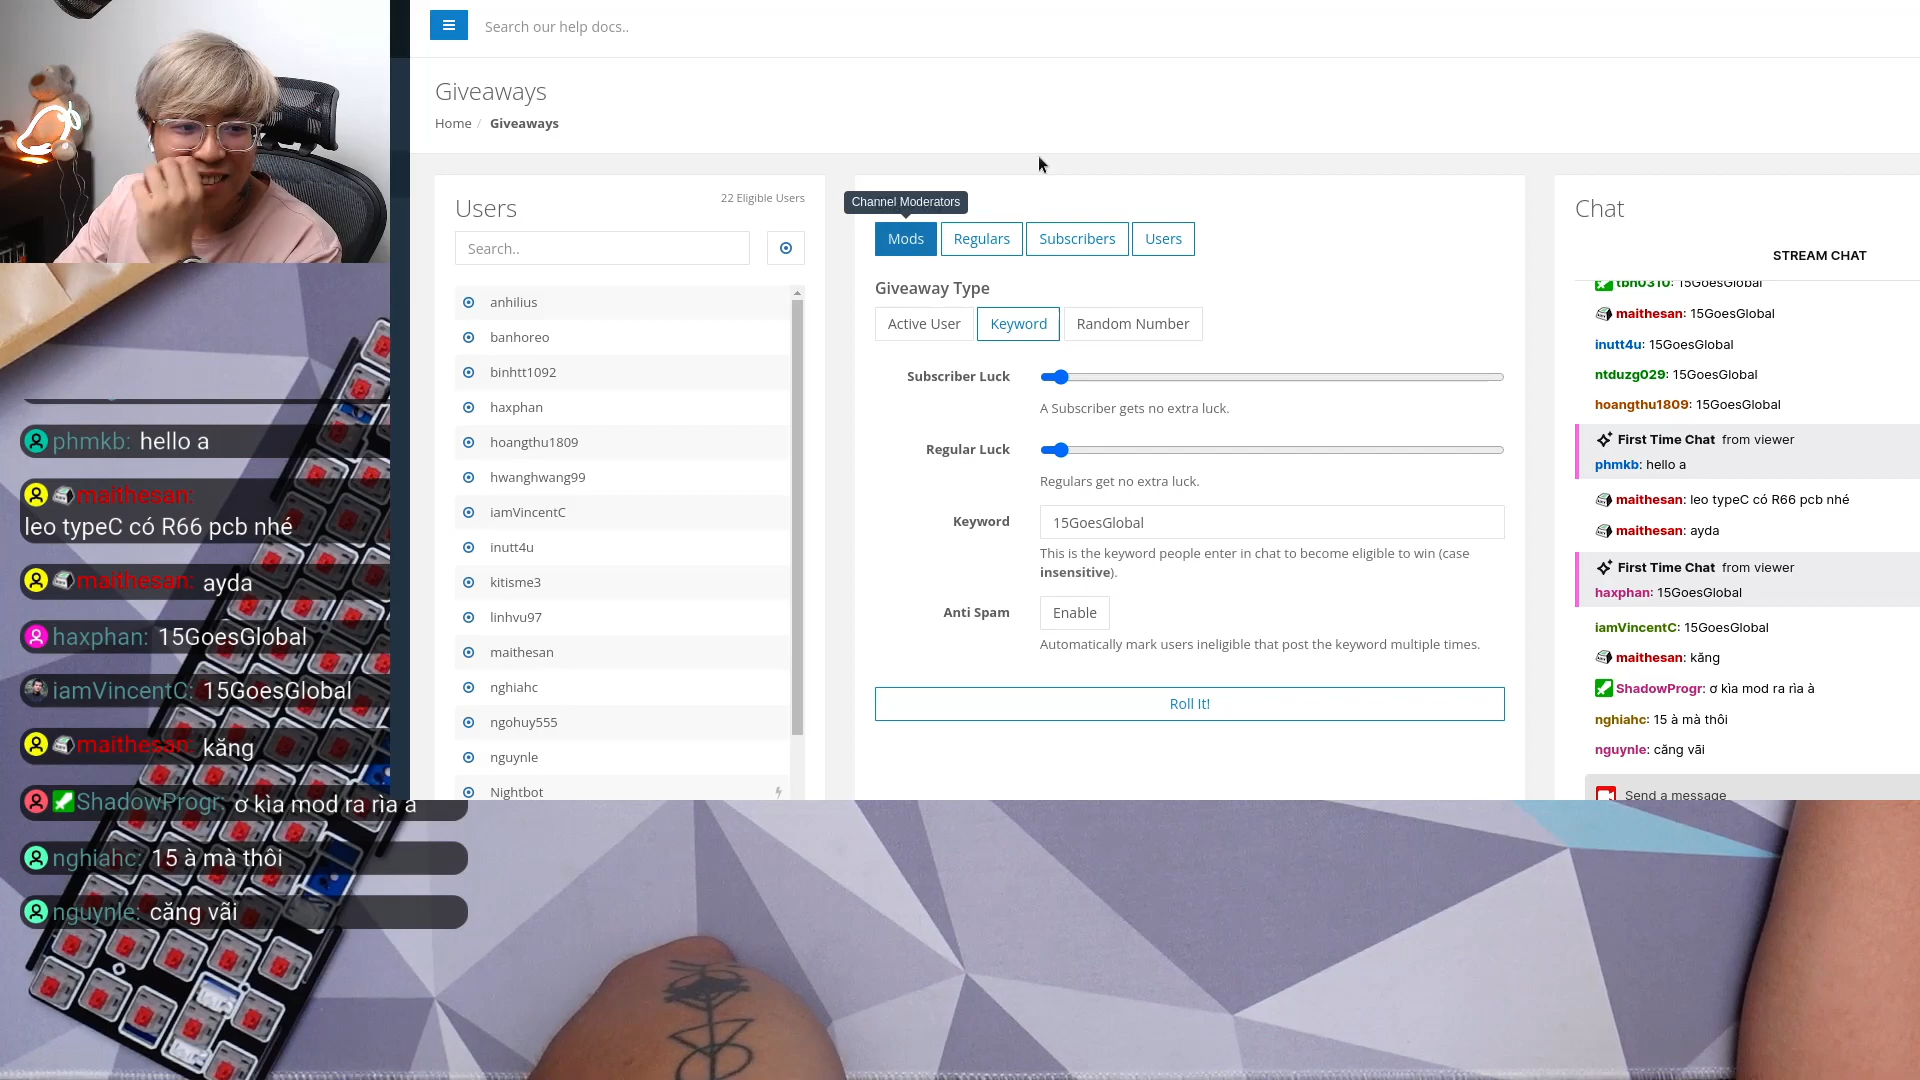 Search our help docs..
Giveaways
Home / Giveaways
Users
22 Eligible Users
Search..
anhilius
banhoreo
binhtt1092
haxphan
hoangthu1809
hwanghwang99
iamVincentC
inutt4u
kitisme3
linhvu97
maithesan
nghiahc
ngohuy555
nguynle
Nightbot
Channel Moderators
Mods Regulars Subscribers Users
Giveaway Type
Active User Keyword Random Number
Subscriber Luck
A Subscriber gets no extra luck.
Regular Luck
Regulars get no extra luck.
Keyword 15GoesGlobal
This is the keyword people enter in chat to become eligible to win (case
insensitive).
Anti Spam Enable
Automatically mark users ineligible that post the keyword multiple times.
Roll It!
Chat
STREAM CHAT
tbh0310: 15GoesGlobal
maithesan: 15GoesGlobal
inutt4u: 15GoesGlobal
ntduzg029: 15GoesGlobal
hoangthu1809: 15GoesGlobal
First Time Chat from viewer
phmkb: hello a
maithesan: leo typeC có R66 pcb nhé
maithesan: ayda
First Time Chat from viewer
haxphan: 15GoesGlobal
iamVincentC: 15GoesGlobal
maithesan: kăng
ShadowProgr: ơ kìa mod ra rìa à
nghiahc: 15 à mà thôi
nguynle: căng vãi
Send a message
phmkb: hello a
maithesan:
leo typeC có R66 pcb nhé
maithesan: ayda
haxphan: 15GoesGlobal
iamVincentC: 15GoesGlobal
maithesan: kăng
ShadowProgr: ơ kìa mod ra rìa à
nghiahc: 15 à mà thôi
nguynle: căng vãi